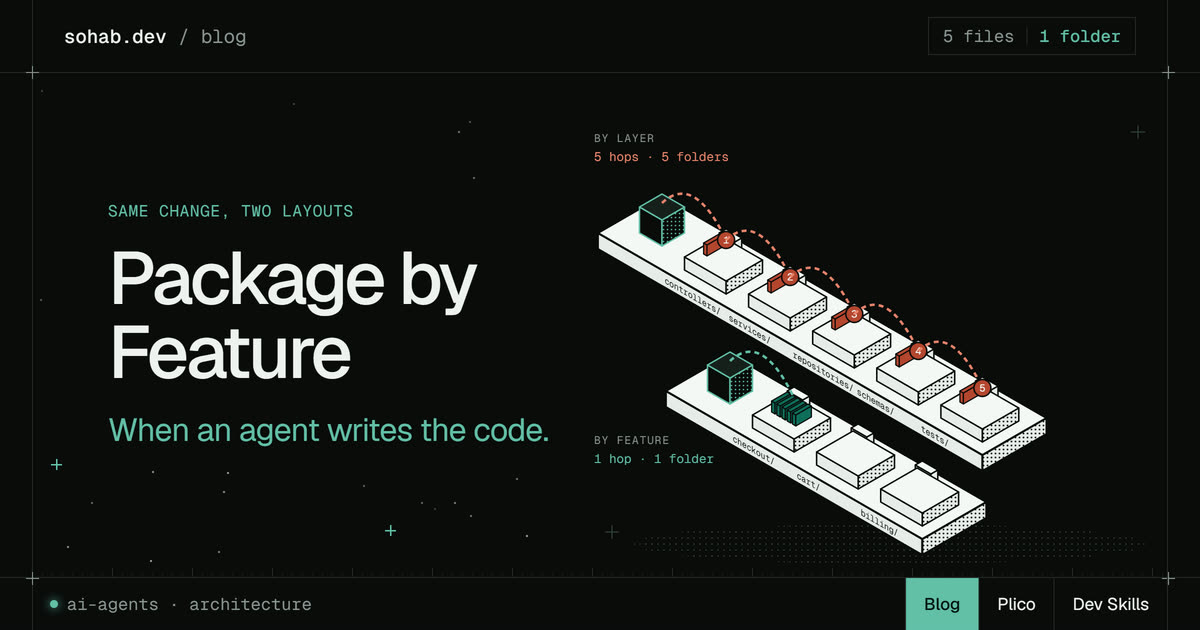 sohab.dev / blog
5 files 1 folder
BY LAYER
5 hops · 5 folders
SAME CHANGE, TWO LAYOUTS
Package by
Feature
When an agent writes the code.
1
2
3
4
5
controllers/ services/ repositories/ schemas/ tests/
BY FEATURE
1 hop · 1 folder
checkout/ cart/ billing/
ai-agents · architecture
Blog Plico Dev Skills